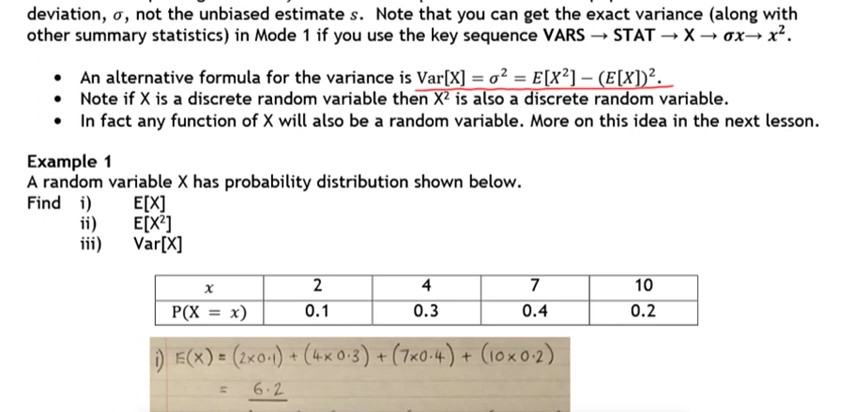 deviation, σ, not the unbiased estimate s. Note that you can get the exact variance (along with
other summary statistics) in Mode 1 if you use the key sequence VARS → STAT → X → σx→ x².
• An alternative formula for the variance is Var[X] = σ² = E[X²] – (E[X])².
• Note if X is a discrete random variable then X² is also a discrete random variable.
• In fact any function of X will also be a random variable. More on this idea in the next lesson.
Example 1
A random variable X has probability distribution shown below.
Find i) E[X]
ii) E[X²]
iii) Var[X]
x 2 4 7 10
P(X = x) 0.1 0.3 0.4 0.2
i) E(X) = (2×0·1) + (4×0·3) + (7×0·4) + (10×0·2)
= 6·2